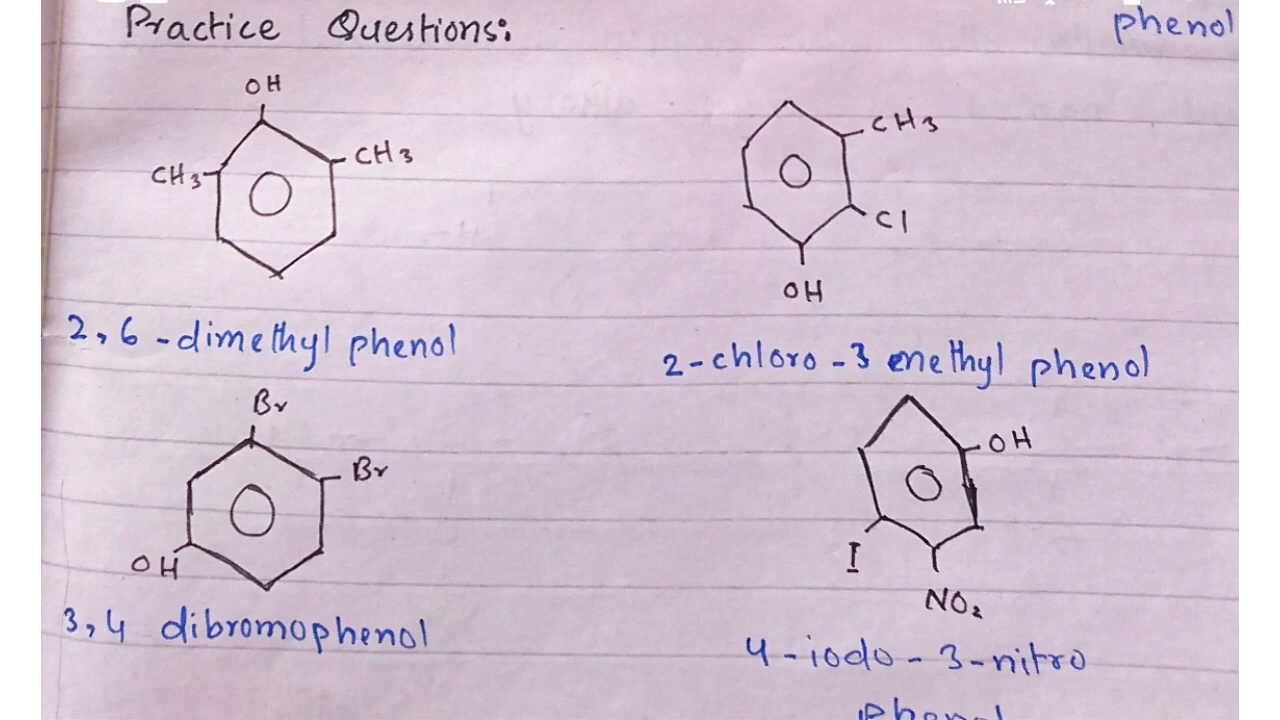 Practice Questions:
phenol
OH
CH3
CH3
CH3
Cl
OH
2,6-dimethyl phenol
2-chloro-3 methyl phenol
Br
Br
OH
OH
I
NO2
3,4 dibromophenol
4-iodo-3-nitro
phenol